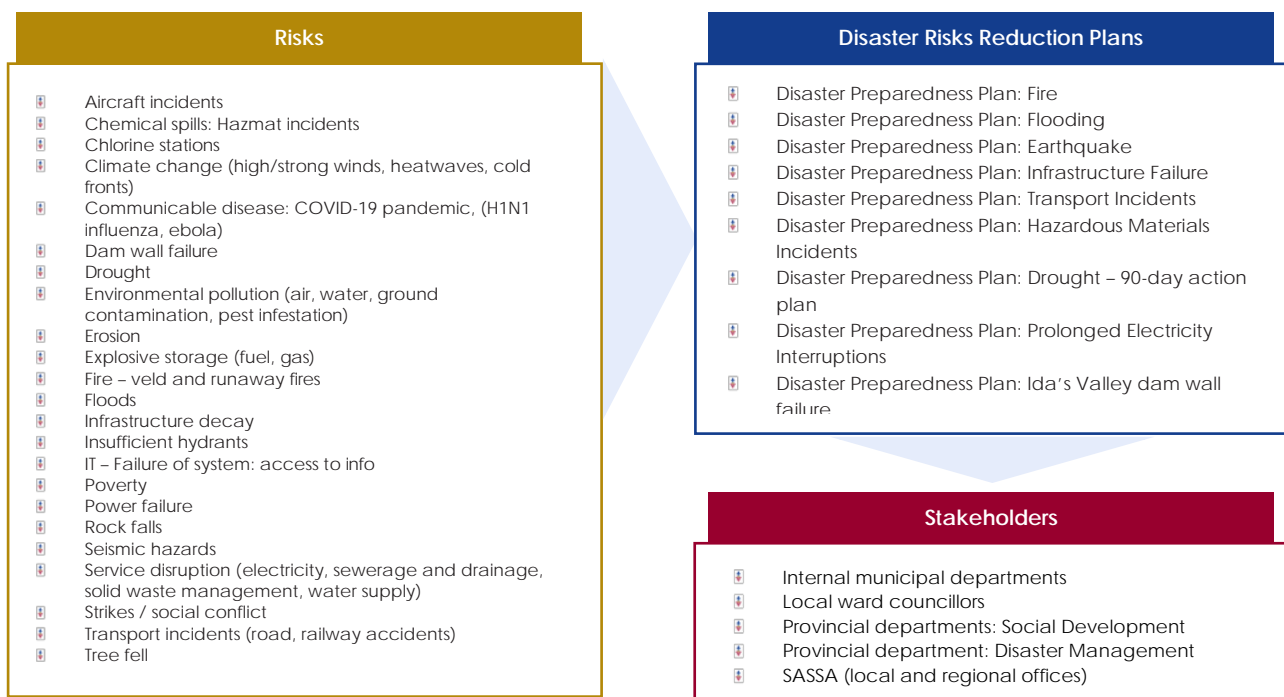 Risks
Aircraft incidents
Chemical spills: Hazmat incidents
Chlorine stations
Climate change (high/strong winds, heatwaves, cold
fronts)
Communicable disease: COVID-19 pandemic, (H1N1
influenza, ebola)
Dam wall failure
Drought
Environmental pollution (air, water, ground
contamination, pest infestation)
Erosion
Explosive storage (fuel, gas)
Fire – veld and runaway fires
Floods
Infrastructure decay
Insufficient hydrants
IT – Failure of system: access to info
Poverty
Power failure
Rock falls
Seismic hazards
Service disruption (electricity, sewerage and drainage,
solid waste management, water supply)
Strikes / social conflict
Transport incidents (road, railway accidents)
Tree fell
Disaster Risks Reduction Plans
Disaster Preparedness Plan: Fire
Disaster Preparedness Plan: Flooding
Disaster Preparedness Plan: Earthquake
Disaster Preparedness Plan: Infrastructure Failure
Disaster Preparedness Plan: Transport Incidents
Disaster Preparedness Plan: Hazardous Materials
Incidents
Disaster Preparedness Plan: Drought – 90-day action
plan
Disaster Preparedness Plan: Prolonged Electricity
Interruptions
Disaster Preparedness Plan: Ida's Valley dam wall
failure
Stakeholders
Internal municipal departments
Local ward councillors
Provincial departments: Social Development
Provincial department: Disaster Management
SASSA (local and regional offices)